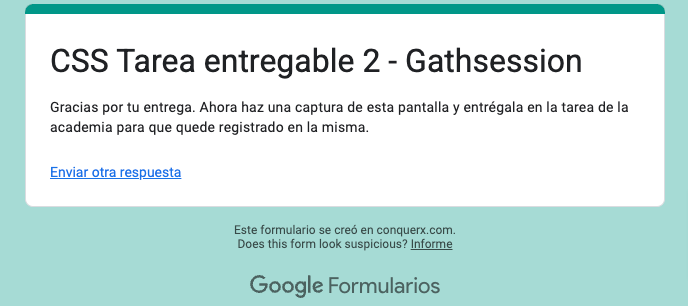 CSS Tarea entregable 2 - Gathsession
Gracias por tu entrega. Ahora haz una captura de esta pantalla y entrégala en la tarea de la
academia para que quede registrado en la misma.
Enviar otra respuesta
Este formulario se creó en conquerx.com.
Does this form look suspicious? Informe
Google Formularios